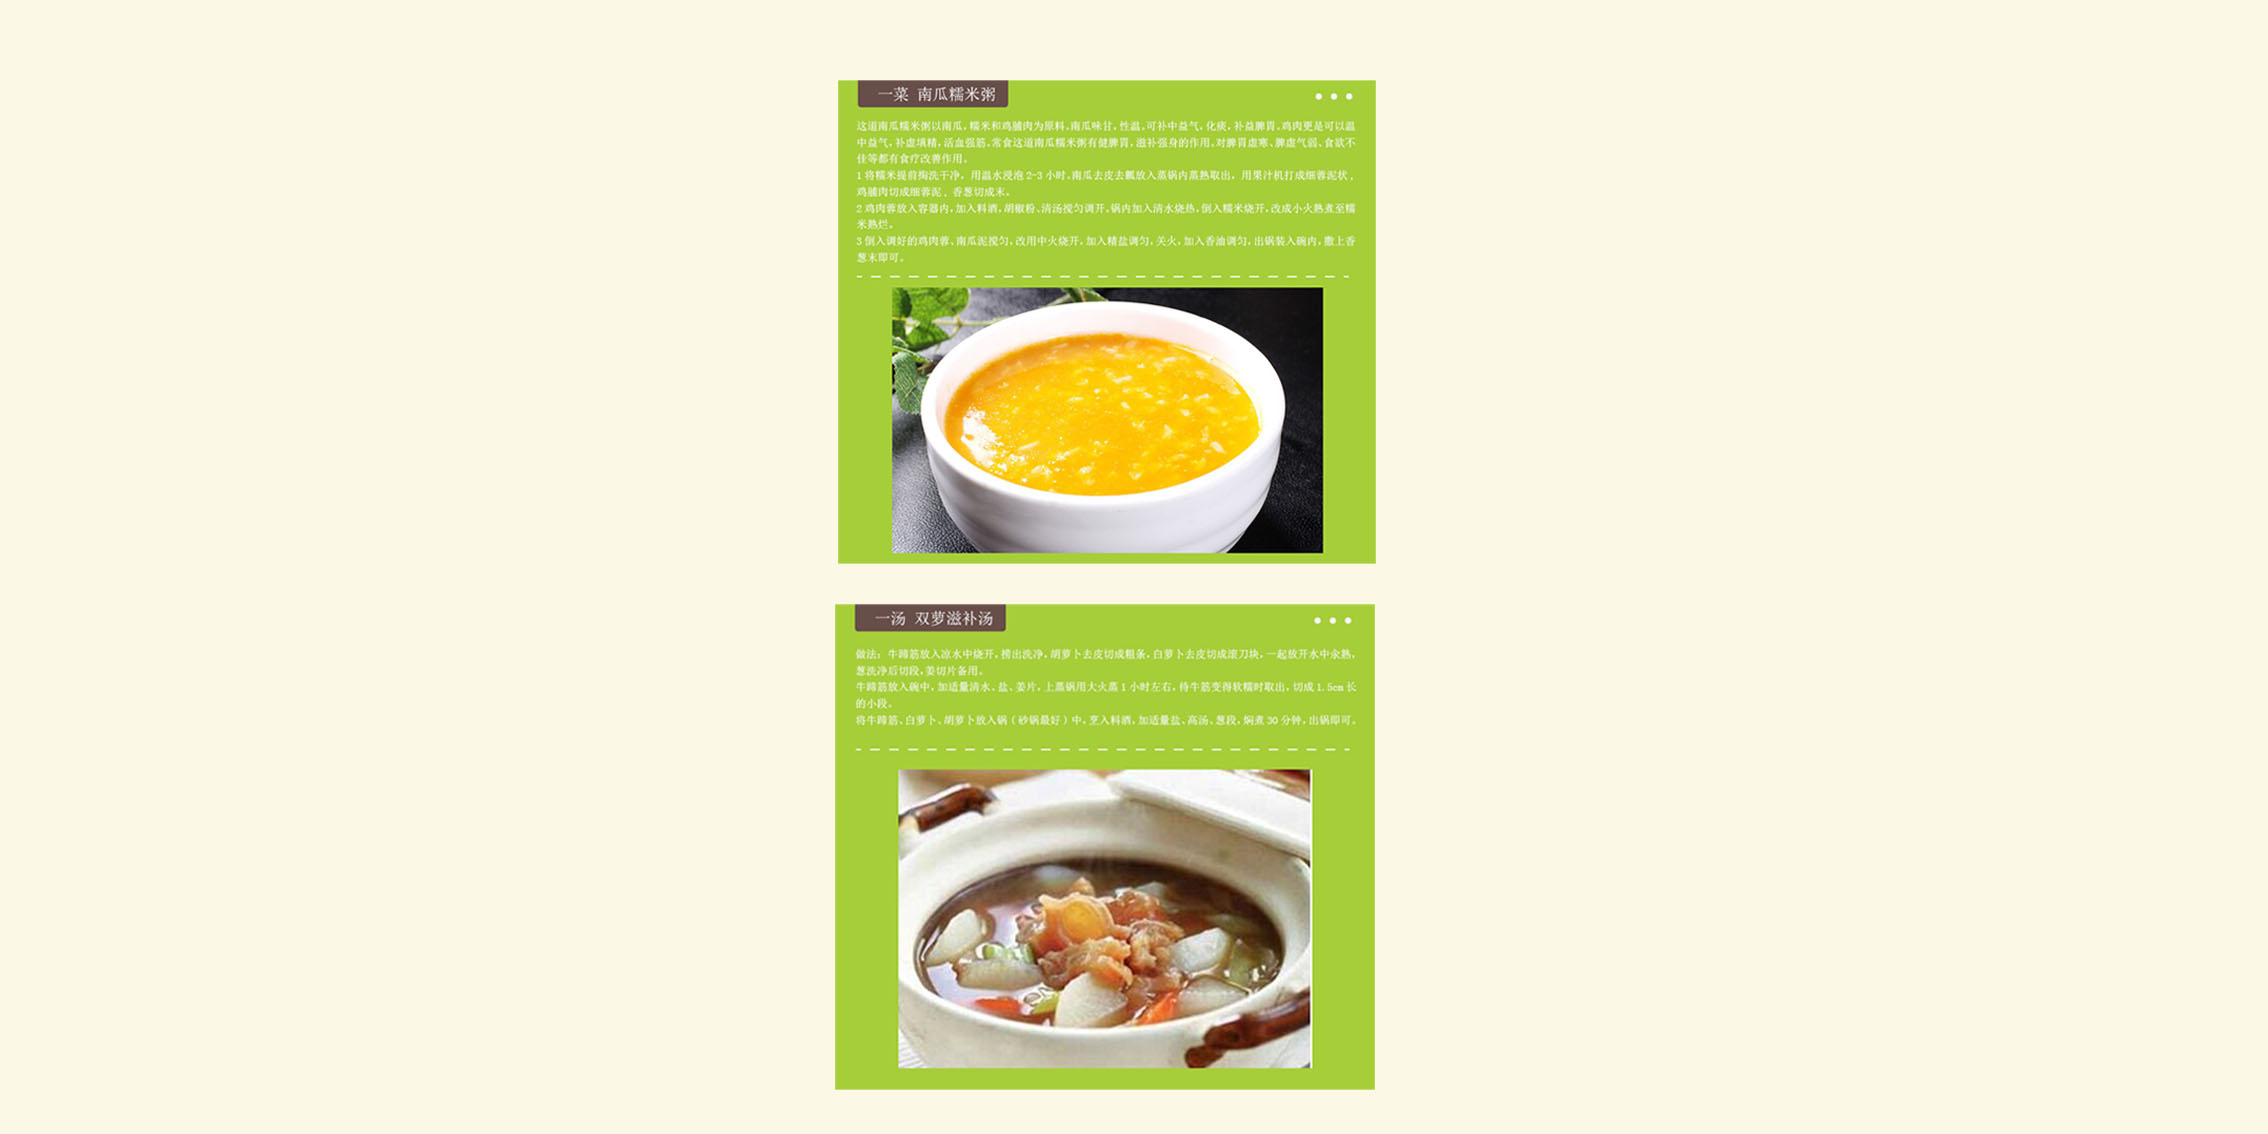 一菜 南瓜糯米粥
这道南瓜糯米粥以南瓜，糯米和鸡脯肉为原料。南瓜味甘，性温。可补中益气，化痰，补益脾胃。鸡肉更是可以温
中益气，补虚填精，活血强筋。常食这道南瓜糯米粥有健脾胃，滋补强身的作用。对脾胃虚寒、脾虚气弱、食欲不
佳等都有食疗改善作用。
1 将糯米提前掏洗干净，用温水浸泡 2-3 小时。南瓜去皮去瓤放入蒸锅内蒸熟取出，用果汁机打成细蓉泥状，
鸡脯肉切成细蓉泥，香葱切成末。
2 鸡肉蓉放入容器内，加入料酒，胡椒粉、清汤搅匀调开。锅内加入清水烧热，倒入糯米烧开，改成小火熟煮至糯
米熟烂。
3 倒入调好的鸡肉蓉、南瓜泥搅匀，改用中火烧开，加入精盐调匀，关火，加入香油调匀，出锅装入碗内，撒上香
葱末即可。
一汤 双萝滋补汤
做法：牛蹄筋放入凉水中烧开，捞出洗净，胡萝卜去皮切成粗条，白萝卜去皮切成滚刀块，一起放开水中汆熟，
葱洗净后切段，姜切片备用。
牛蹄筋放入碗中，加适量清水、盐、姜片，上蒸锅用大火蒸 1 小时左右，待牛筋变得软糯时取出，切成 1.5cm 长
的小段。
将牛蹄筋、白萝卜、胡萝卜放入锅（砂锅最好）中，烹入料酒，加适量盐、高汤、葱段，焖煮 30 分钟，出锅即可。